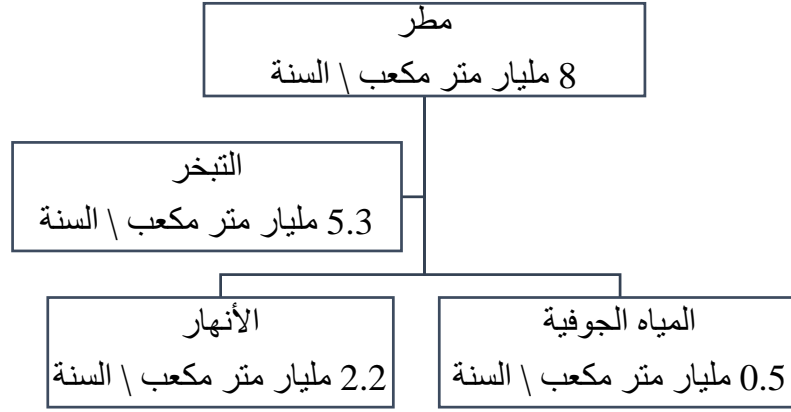 مطر
8 مليار متر مكعب \ السنة
التبخر
5.3 مليار متر مكعب \ السنة
المياه الجوفية
0.5 مليار متر مكعب \ السنة
الأنهار
2.2 مليار متر مكعب \ السنة